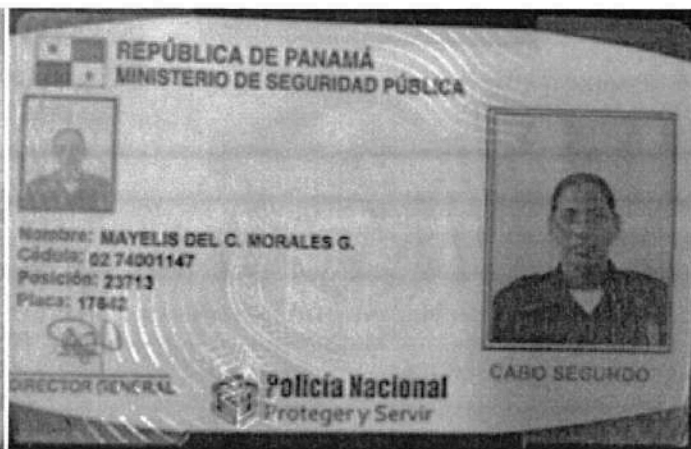 REPÚBLICA DE PANAMÁ
MINISTERIO DE SEGURIDAD PÚBLICA
Nombre: MAYELIS DEL C. MORALES G.
Cédula: 02 74001147
Posición: 23713
Placa: 17842
DIRECTOR GENERAL
CABO SEGUNDO
Policía Nacional
Proteger y Servir